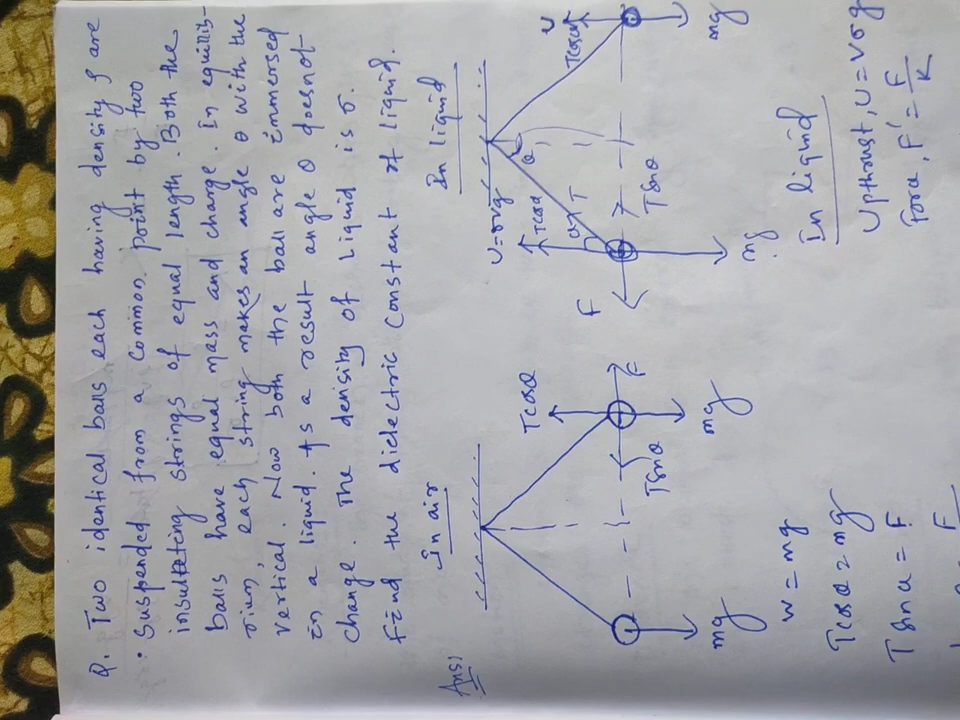 Q. Two identical balls each having density ρ are
• suspended from a common point by two
insulteting strings of equal length. Both the
balls have equal mass and charge. In equilib-
rium, each string makes an angle θ with the
vertical. Now both the ball are immersed
in a liquid. As a result angle θ doesnot
change. The density of Liquid is σ.
Find the dielectric constant of liquid.
Ans:
In air
Tcosθ
F
Tsinθ
mg
mg
W = mg
Tcosθ = mg
T sin u = F
F
In liquid
U=σvg
Tcosθ
θ
T
F
Tsinθ
mg
U
Tcosθ
mg
In liquid
Upthrust, U = vσg
Force, F' = F/K